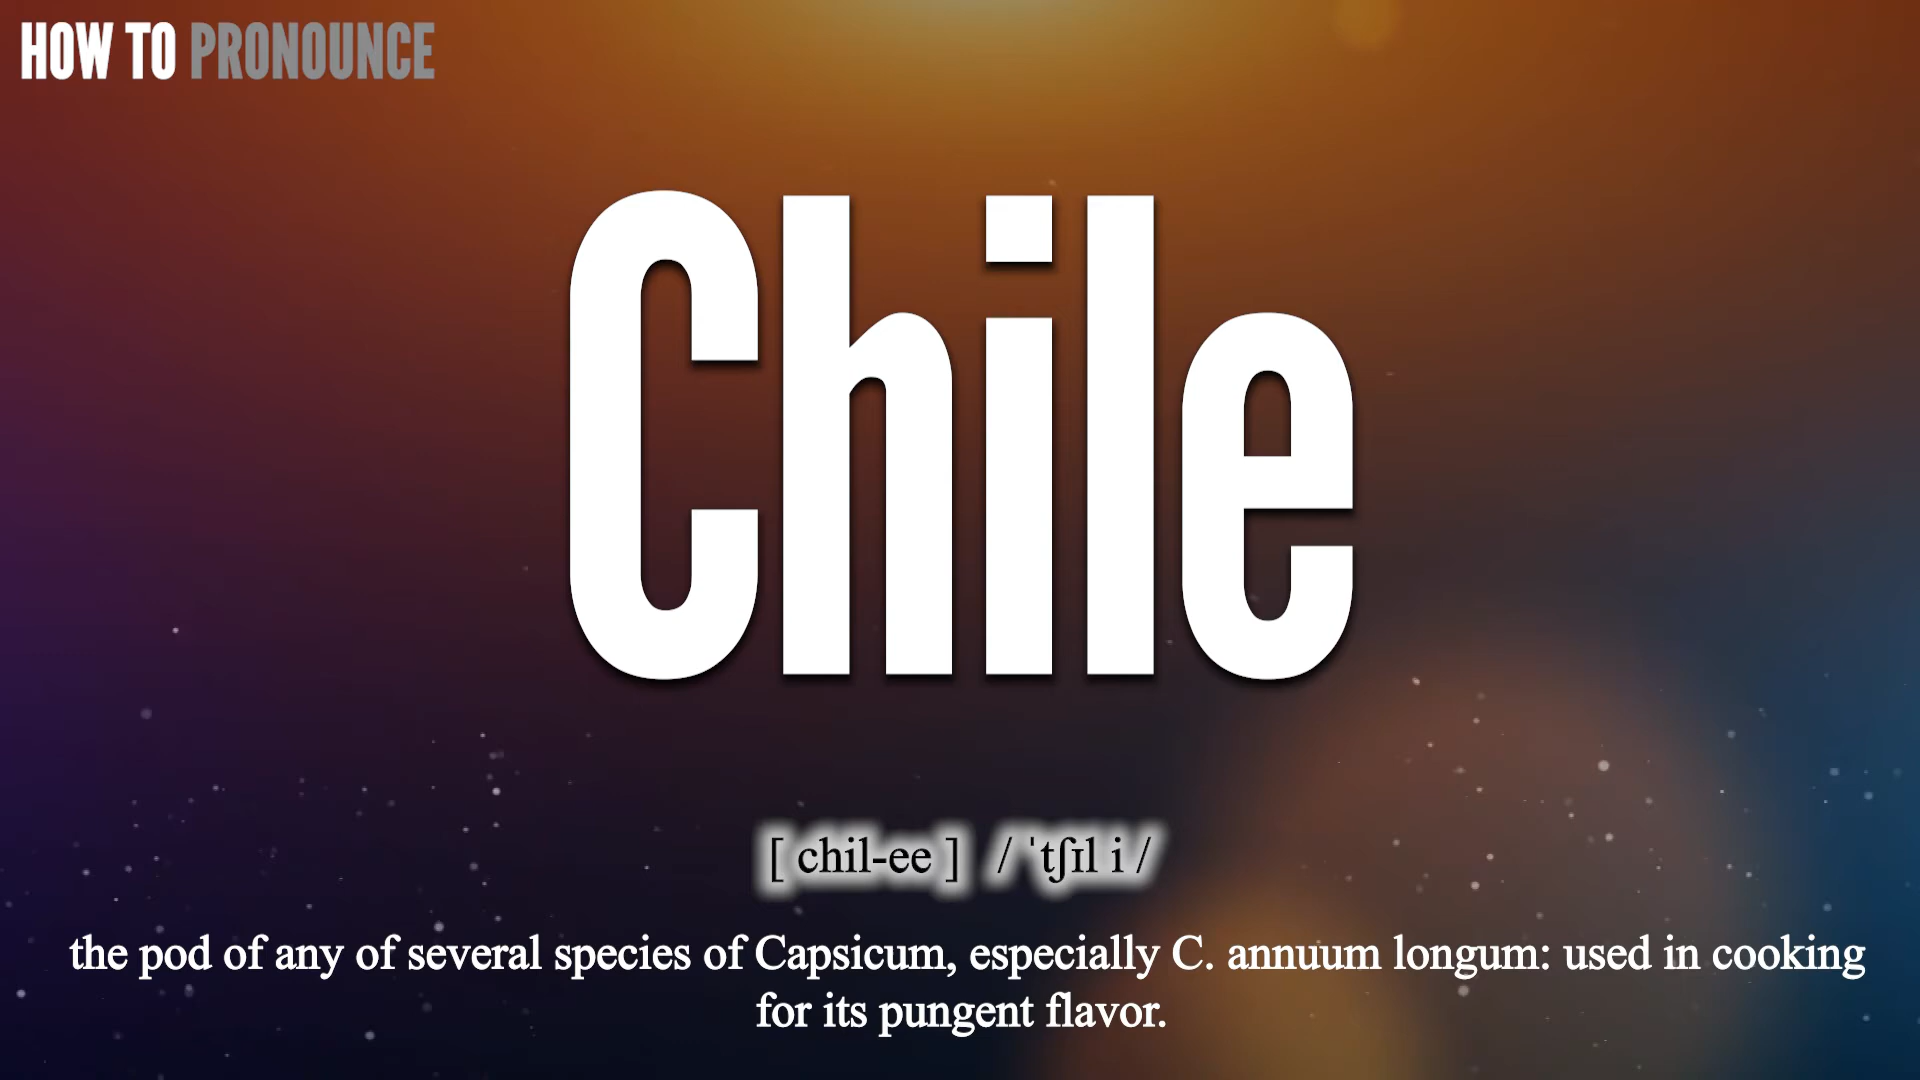 HOW TO PRONOUNCE
Chile
[ chil-ee ] / ˈtʃɪl i /
the pod of any of several species of Capsicum, especially C. annuum longum: used in cooking
for its pungent flavor.